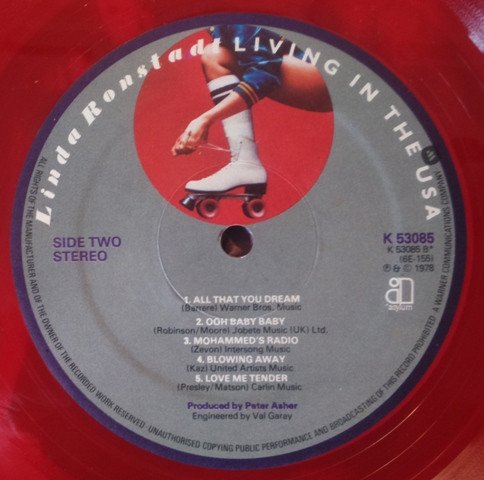 Linda Ronstadt LIVING IN THE USA
SIDE TWO
STEREO
K 53085
K 53085 B*
(6E-155)
℗ & © 1978
asylum
1. ALL THAT YOU DREAM
(Barrere) Warner Bros. Music
2. OOH BABY BABY
(Robinson/Moore) Jobete Music (UK) Ltd.
3. MOHAMMED'S RADIO
(Zevon) Intersong Music
4. BLOWING AWAY
(Kaz) United Artists Music
5. LOVE ME TENDER
(Presley/Matson) Carlin Music
Produced by Peter Asher
Engineered by Val Garay
ALL RIGHTS OF THE MANUFACTURER AND OF THE OWNER OF THE RECORDED WORK RESERVED. UNAUTHORISED COPYING PUBLIC PERFORMANCE AND BROADCASTING OF THIS RECORD PROHIBITED. A WARNER COMMUNICATIONS COMPANY